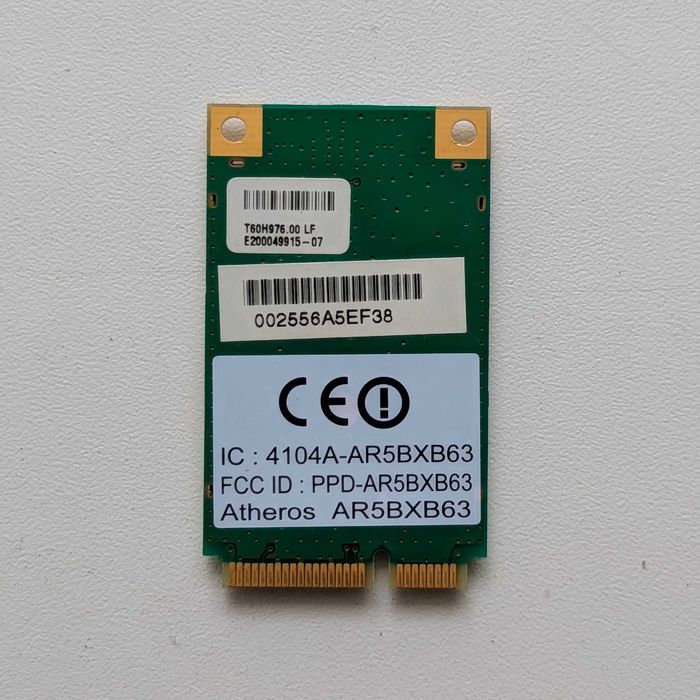 T60H976.00 LF
E200049915-07
002556A5EF38
CE
IC : 4104A-AR5BXB63
FCC ID : PPD-AR5BXB63
Atheros AR5BXB63